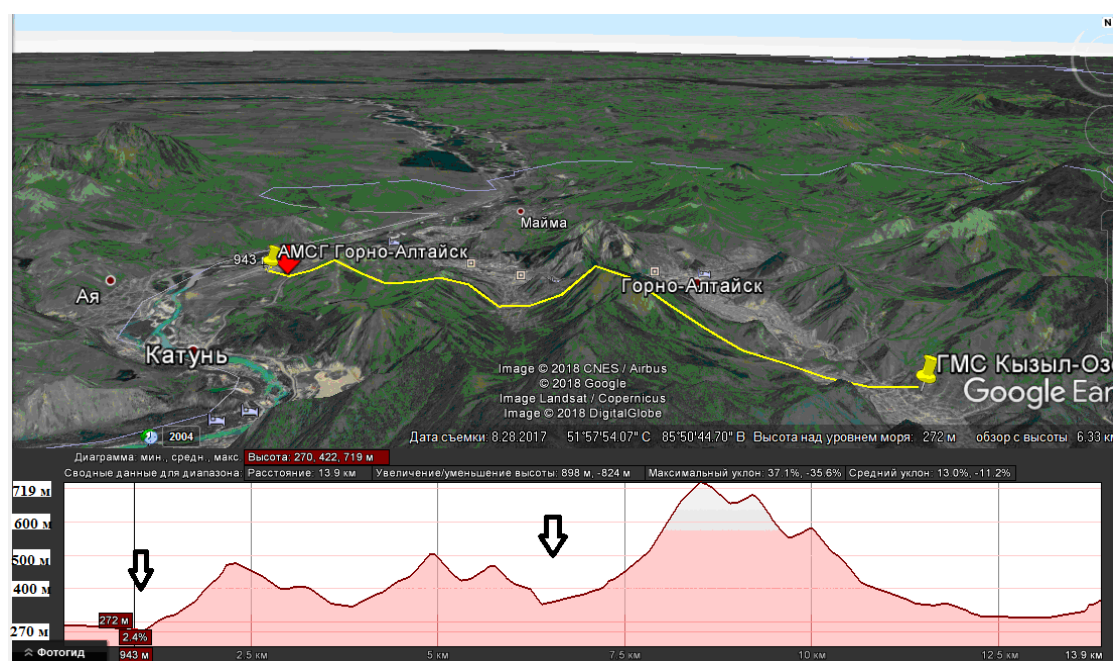 N
Майма
943
АМСГ Горно-Алтайск
Горно-Алтайск
Ая
Катунь
ГМС Кызыл-Озе
Image © 2018 CNES / Airbus
© 2018 Google
Image Landsat / Copernicus
Image © 2018 DigitalGlobe
Google Ear
2004
Дата съемки: 8.28.2017 51°57'54.07" С 85°50'44.70" В Высота над уровнем моря: 272 м обзор с высоты 6.33 км
Диаграмма: мин., средн., макс. Высота: 270, 422, 719 м
Сводные данные для диапазона: Расстояние: 13.9 км Увеличение/уменьшение высоты: 898 м, -824 м Максимальный уклон: 37.1%, -35.6% Средний уклон: 13.0%, -11.2%
719 м
600 м
500 м
400 м
272 м
270 м
2.4%
Фотогид
943 м 2.5 км 5 км 7.5 км 10 км 12.5 км 13.9 км